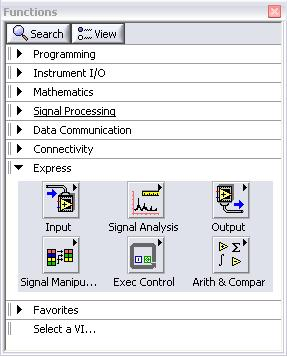 Functions
Search View
Programming
Instrument I/O
Mathematics
Signal Processing
Data Communication
Connectivity
Express
Input Signal Analysis Output
Signal Manipu... Exec Control Arith & Compar
Favorites
Select a VI...